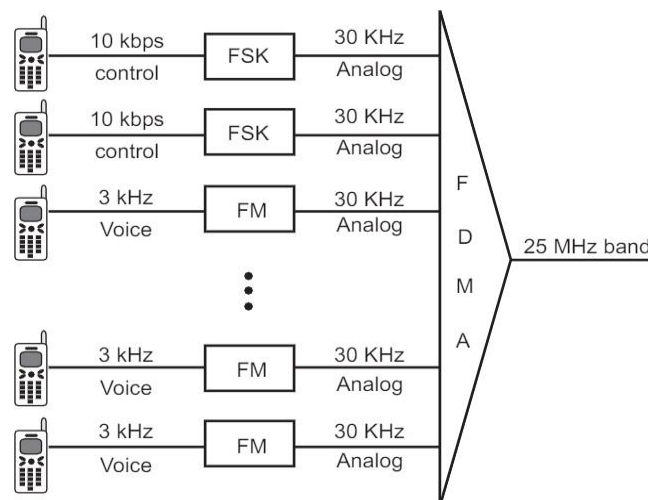 10 kbps
control
FSK
30 KHz
Analog
10 kbps
control
FSK
30 KHz
Analog
3 kHz
Voice
FM
30 KHz
Analog
3 kHz
Voice
FM
30 KHz
Analog
3 kHz
Voice
FM
30 KHz
Analog
F
D
M
A
25 MHz band